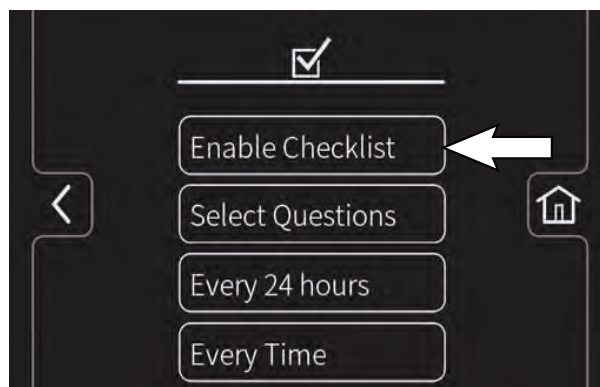 Enable Checklist
Select Questions
Every 24 hours
Every Time